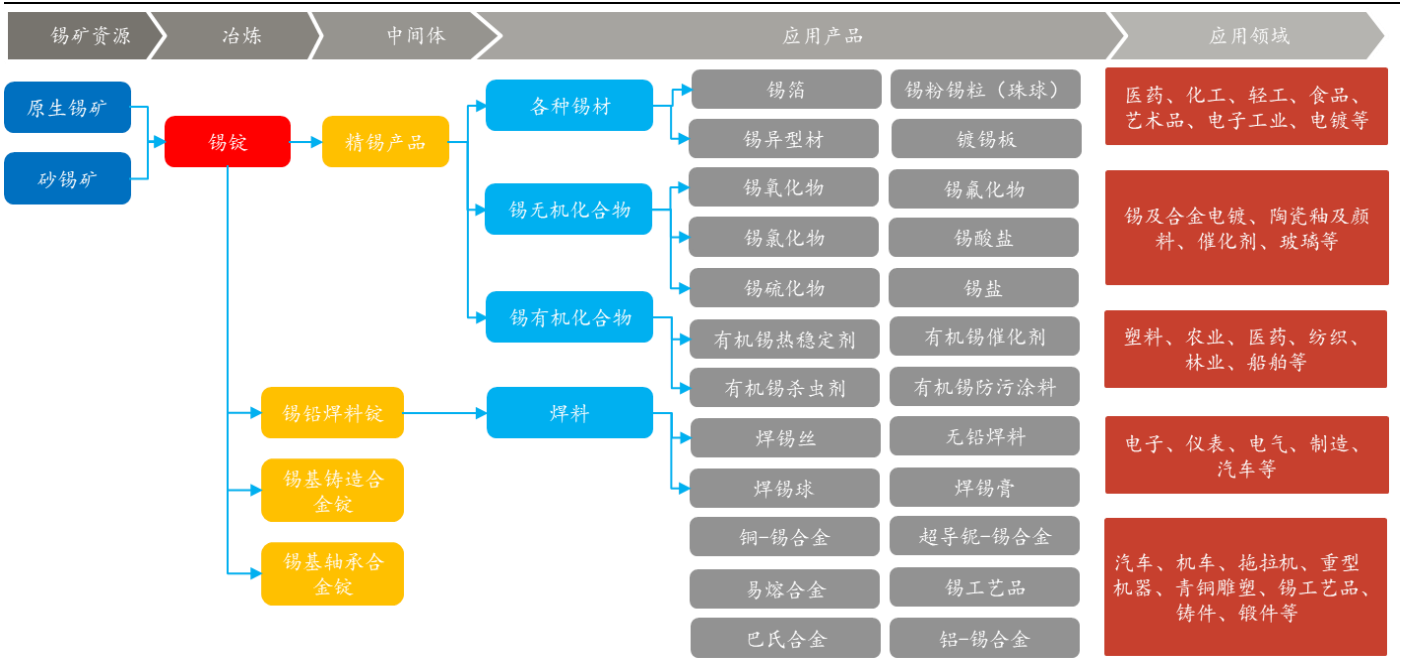 锡矿资源
冶炼
中间体
应用产品
应用领域
原生锡矿
砂锡矿
锡锭
精锡产品
锡铅焊料锭
锡基铸造合
金锭
锡基轴承合
金锭
各种锡材
锡无机化合物
锡有机化合物
焊料
锡箔
锡粉锡粒（珠球）
锡异型材
镀锡板
锡氧化物
锡氟化物
锡氯化物
锡酸盐
锡硫化物
锡盐
有机锡热稳定剂
有机锡催化剂
有机锡杀虫剂
有机锡防污涂料
焊锡丝
无铅焊料
焊锡球
焊锡膏
铜-锡合金
超导铌-锡合金
易熔合金
锡工艺品
巴氏合金
铝-锡合金
医药、化工、轻工、食品、
艺术品、电子工业、电镀等
锡及合金电镀、陶瓷釉及颜
料、催化剂、玻璃等
塑料、农业、医药、纺织、
林业、船舶等
电子、仪表、电气、制造、
汽车等
汽车、机车、拖拉机、重型
机器、青铜雕塑、锡工艺品、
铸件、锻件等